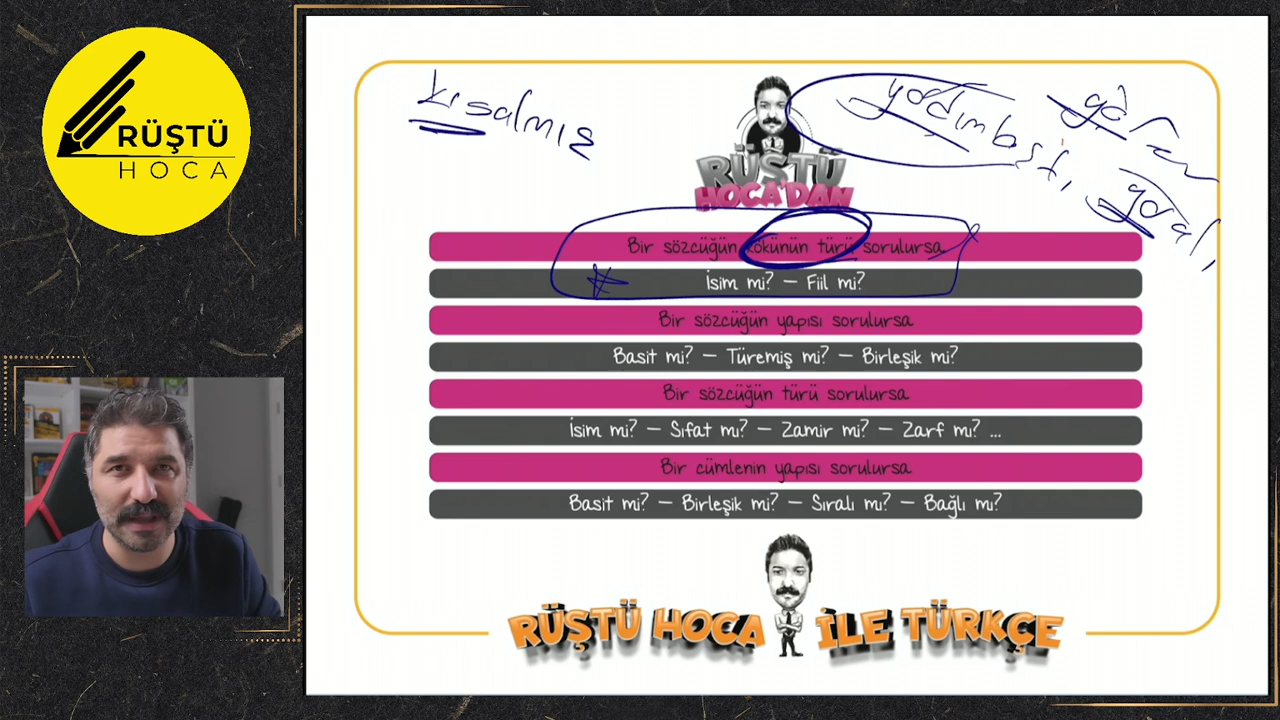 RÜŞTÜ
HOCA
kısalmış
RÜŞTÜ
HOCA'DAN
Bir sözcüğün kökünün türü sorulursa
İsim mi? – Fiil mi?
Bir sözcüğün yapısı sorulursa
Basit mi? – Türemiş mi? – Birleşik mi?
Bir sözcüğün türü sorulursa
İsim mi? – Sıfat mı? – Zamir mi? – Zarf mı? ...
Bir cümlenin yapısı sorulursa
Basit mi? – Birleşik mi? – Sıralı mı? – Bağlı mı?
RÜŞTÜ HOCA İLE TÜRKÇE